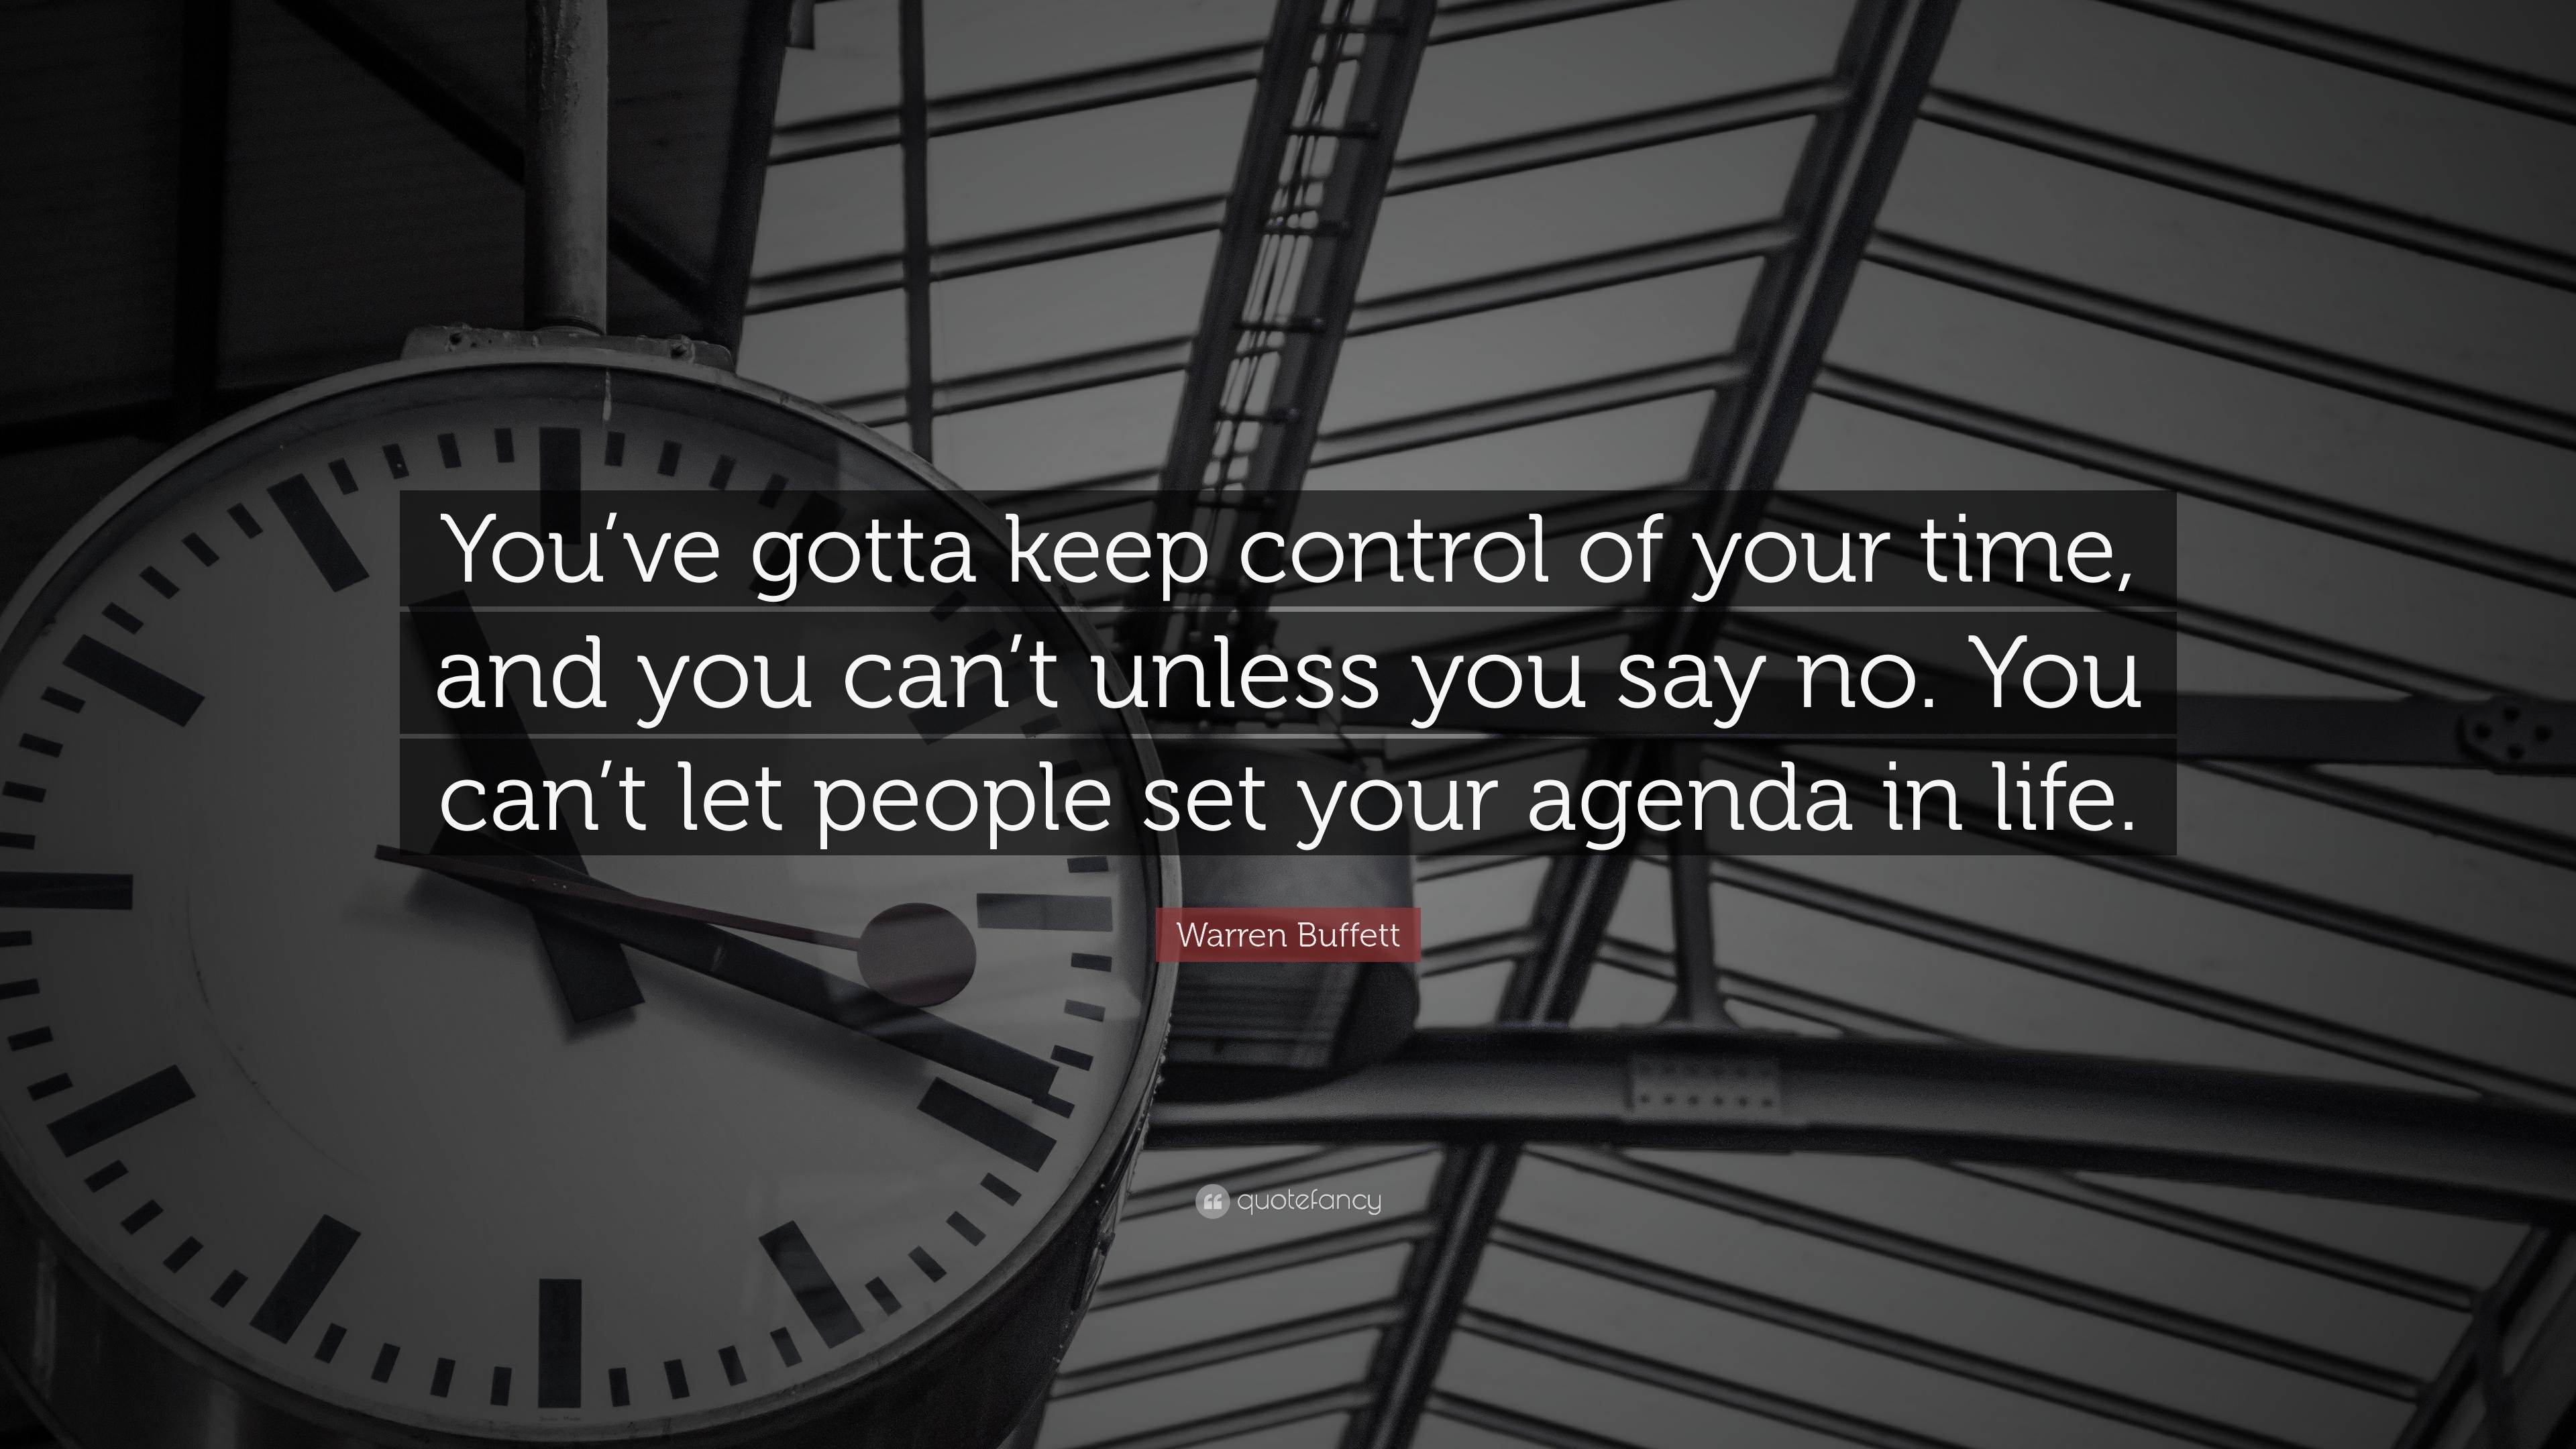 You’ve gotta keep control of your time,
and you can’t unless you say no. You
can’t let people set your agenda in life.
Warren Buffett
quotefancy